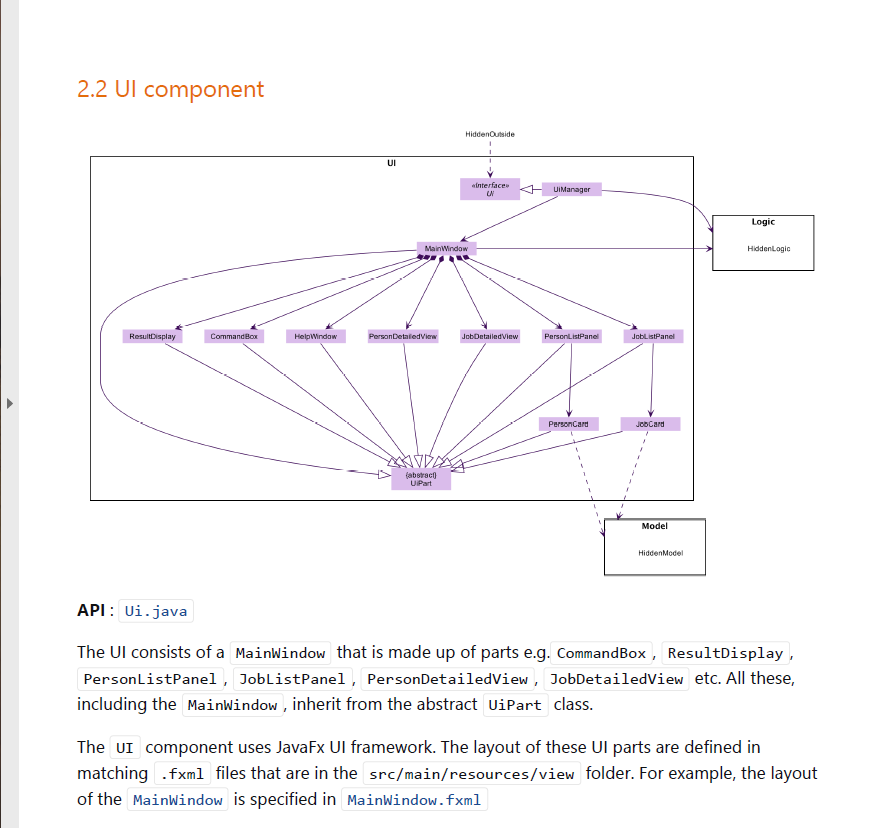 2.2 UI component
HiddenOutside
UI
«Interface»
Ui
UiManager
Logic
HiddenLogic
MainWindow
ResultDisplay
CommandBox
HelpWindow
PersonDetailedView
JobDetailedView
PersonListPanel
JobListPanel
PersonCard
JobCard
{abstract}
UiPart
Model
HiddenModel
API : Ui.java
The UI consists of a MainWindow that is made up of parts e.g. CommandBox , ResultDisplay ,
PersonListPanel , JobListPanel , PersonDetailedView , JobDetailedView etc. All these,
including the MainWindow , inherit from the abstract UiPart class.
The UI component uses JavaFx UI framework. The layout of these UI parts are defined in
matching .fxml files that are in the src/main/resources/view folder. For example, the layout
of the MainWindow is specified in MainWindow.fxml